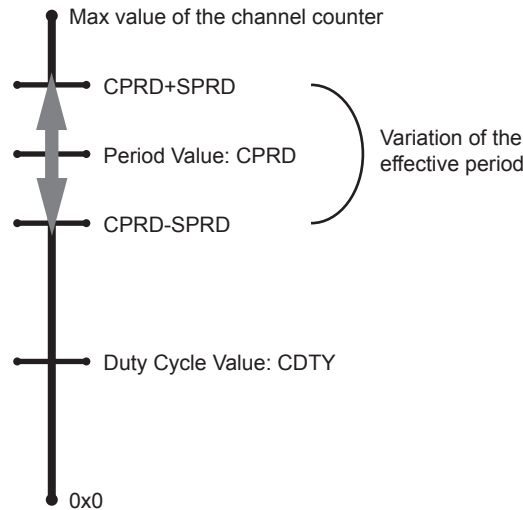 Max value of the channel counter
CPRD+SPRD
Period Value: CPRD
Variation of the
effective period
CPRD-SPRD
Duty Cycle Value: CDTY
0x0